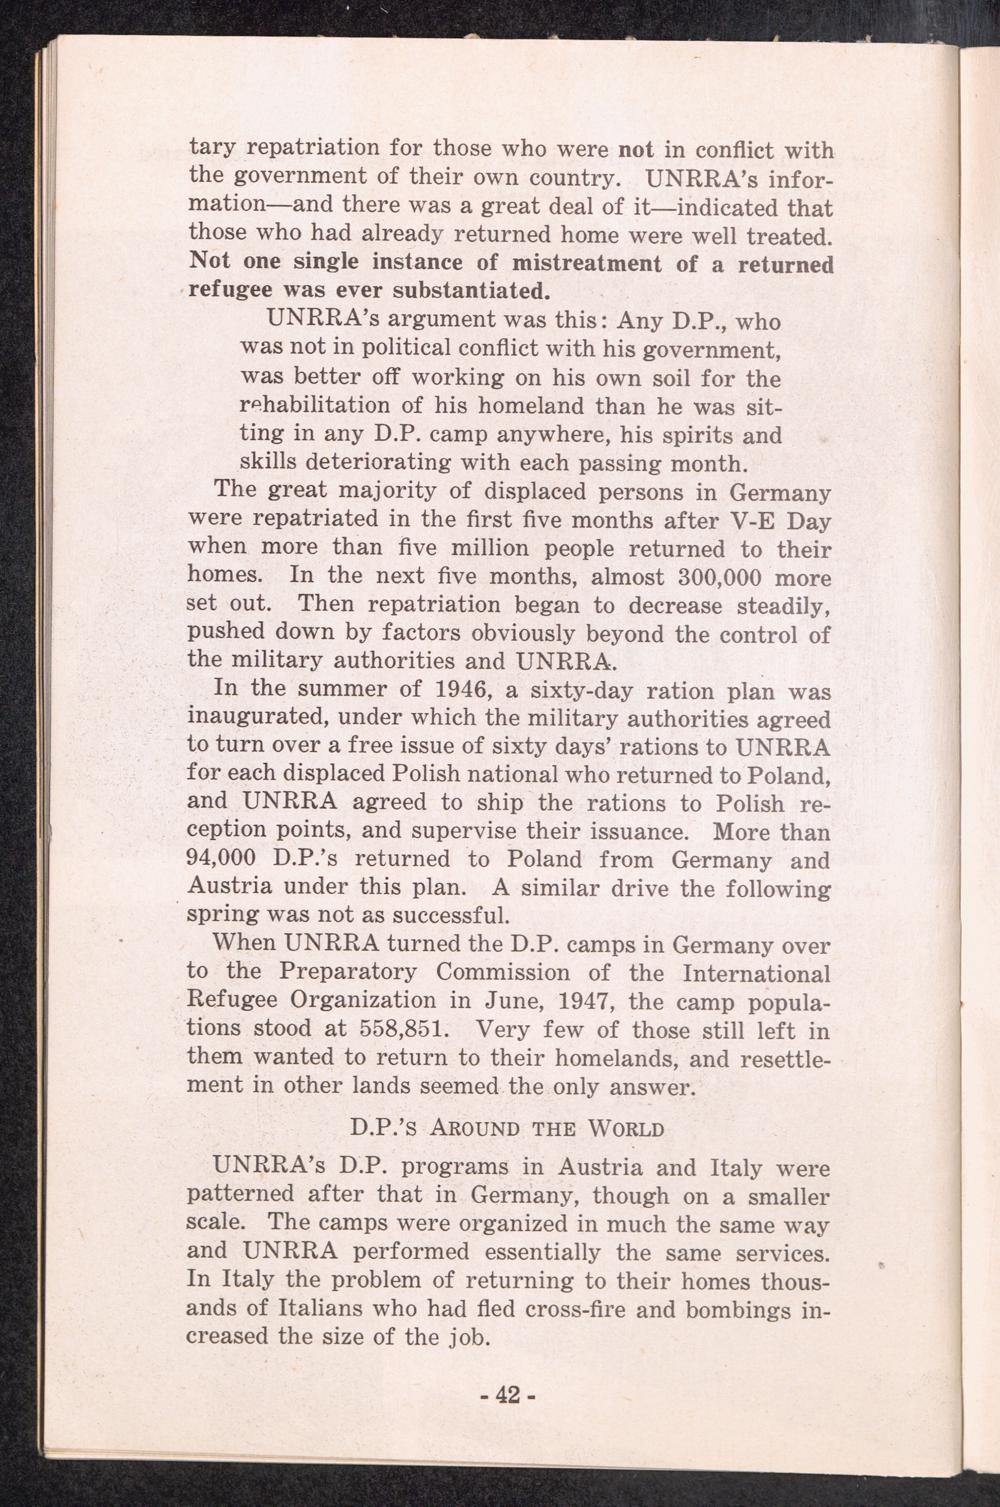 tary repatriation for those who were not in conflict with
the government of their own country. UNRRA's infor-
mation—and there was a great deal of it—indicated that
those who had already returned home were well treated.
Not one single instance of mistreatment of a returned
refugee was ever substantiated.
UNRRA's argument was this: Any D.P., who
was not in political conflict with his government,
was better off working on his own soil for the
rehabilitation of his homeland than he was sit-
ting in any D.P. camp anywhere, his spirits and
skills deteriorating with each passing month.
The great majority of displaced persons in Germany
were repatriated in the first five months after V-E Day
when more than five million people returned to their
homes. In the next five months, almost 300,000 more
set out. Then repatriation began to decrease steadily,
pushed down by factors obviously beyond the control of
the military authorities and UNRRA.
In the summer of 1946, a sixty-day ration plan was
inaugurated, under which the military authorities agreed
to turn over a free issue of sixty days' rations to UNRRA
for each displaced Polish national who returned to Poland,
and UNRRA agreed to ship the rations to Polish re-
ception points, and supervise their issuance. More than
94,000 D.P.'s returned to Poland from Germany and
Austria under this plan. A similar drive the following
spring was not as successful.
When UNRRA turned the D.P. camps in Germany over
to the Preparatory Commission of the International
Refugee Organization in June, 1947, the camp popula-
tions stood at 558,851. Very few of those still left in
them wanted to return to their homelands, and resettle-
ment in other lands seemed the only answer.
D.P.'S AROUND THE WORLD
UNRRA's D.P. programs in Austria and Italy were
patterned after that in Germany, though on a smaller
scale. The camps were organized in much the same way
and UNRRA performed essentially the same services.
In Italy the problem of returning to their homes thous-
ands of Italians who had fled cross-fire and bombings in-
creased the size of the job.
- 42 -